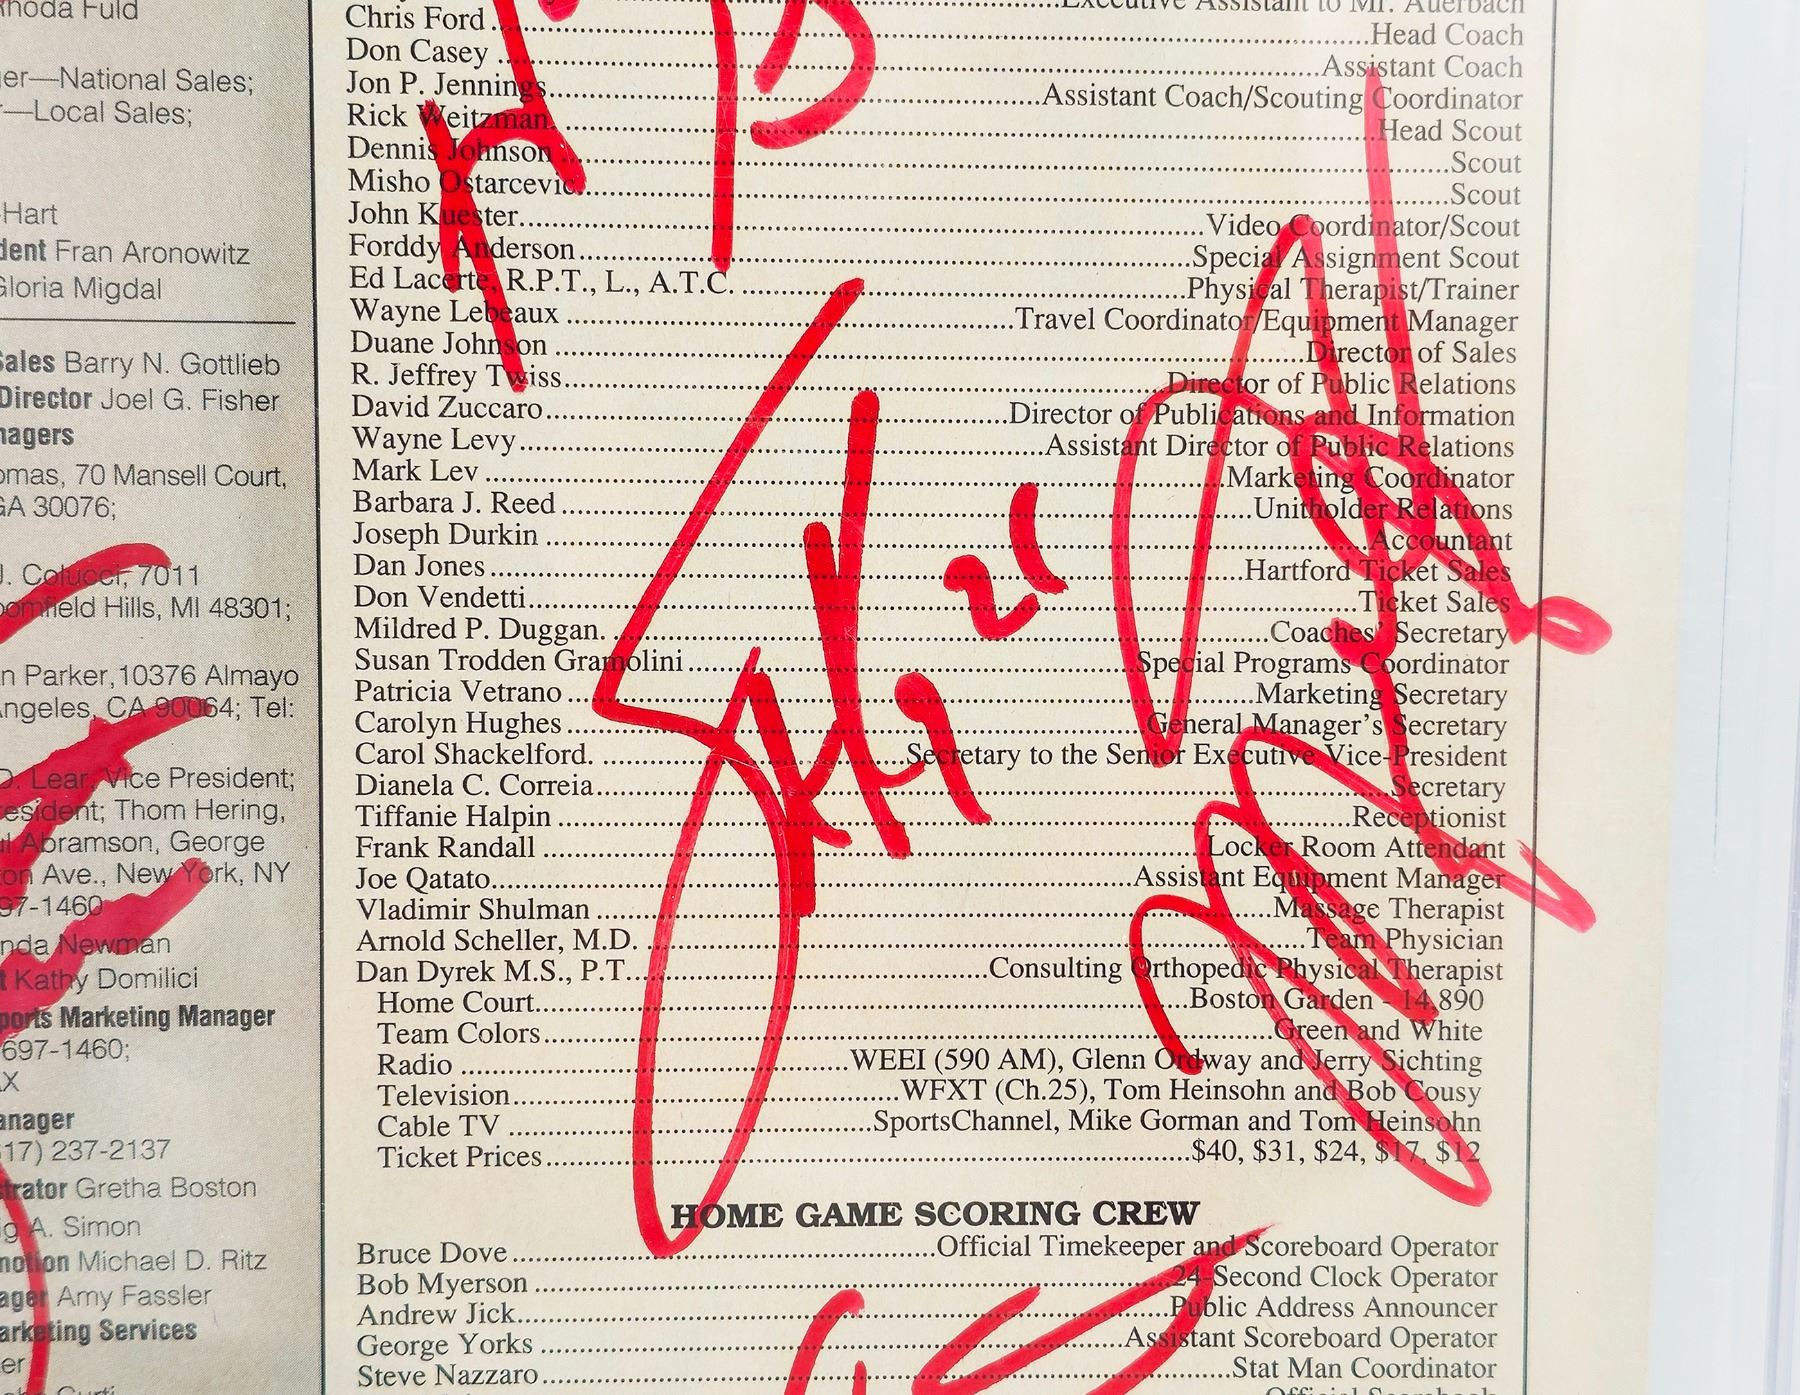 Rhoda Fuld
er—National Sales;
—Local Sales;
-Hart
dent Fran Aronowitz
Gloria Migdal
Sales Barry N. Gottlieb
Director Joel G. Fisher
nagers
omas, 70 Mansell Court,
GA 30076;
J. Colucci, 7011
oomfield Hills, MI 48301;
n Parker, 10376 Almayo
Angeles, CA 90064; Tel:
D. Lear, Vice President;
esident; Thom Hering,
ul Abramson, George
on Ave., New York, NY
97-1460
nda Newman
t Kathy Domilici
ports Marketing Manager
697-1460;
AX
anager
617) 237-2137
trator Gretha Boston
ig A. Simon
motion Michael D. Ritz
ager Amy Fassler
arketing Services
er
Executive Assistant to Mr. Auerbach
Chris Ford Head Coach
Don Casey Assistant Coach
Jon P. Jennings Assistant Coach/Scouting Coordinator
Rick Weitzman Head Scout
Dennis Johnson Scout
Misho Ostarcevic Scout
John Kuester Video Coordinator/Scout
Forddy Anderson Special Assignment Scout
Ed Lacerte, R.P.T., L., A.T.C. Physical Therapist/Trainer
Wayne Lebeaux Travel Coordinator/Equipment Manager
Duane Johnson Director of Sales
R. Jeffrey Twiss Director of Public Relations
David Zuccaro Director of Publications and Information
Wayne Levy Assistant Director of Public Relations
Mark Lev Marketing Coordinator
Barbara J. Reed Unitholder Relations
Joseph Durkin Accountant
Dan Jones Hartford Ticket Sales
Don Vendetti Ticket Sales
Mildred P. Duggan. Coaches' Secretary
Susan Trodden Gramolini Special Programs Coordinator
Patricia Vetrano Marketing Secretary
Carolyn Hughes General Manager's Secretary
Carol Shackelford. Secretary to the Senior Executive Vice-President
Dianela C. Correia Secretary
Tiffanie Halpin Receptionist
Frank Randall Locker Room Attendant
Joe Qatato Assistant Equipment Manager
Vladimir Shulman Massage Therapist
Arnold Scheller, M.D. Team Physician
Dan Dyrek M.S., P.T. Consulting Orthopedic Physical Therapist
Home Court Boston Garden - 14,890
Team Colors Green and White
Radio WEEI (590 AM), Glenn Ordway and Jerry Sichting
Television WFXT (Ch.25), Tom Heinsohn and Bob Cousy
Cable TV SportsChannel, Mike Gorman and Tom Heinsohn
Ticket Prices $40, $31, $24, $17, $12
HOME GAME SCORING CREW
Bruce Dove Official Timekeeper and Scoreboard Operator
Bob Myerson 24-Second Clock Operator
Andrew Jick Public Address Announcer
George Yorks Assistant Scoreboard Operator
Steve Nazzaro Stat Man Coordinator